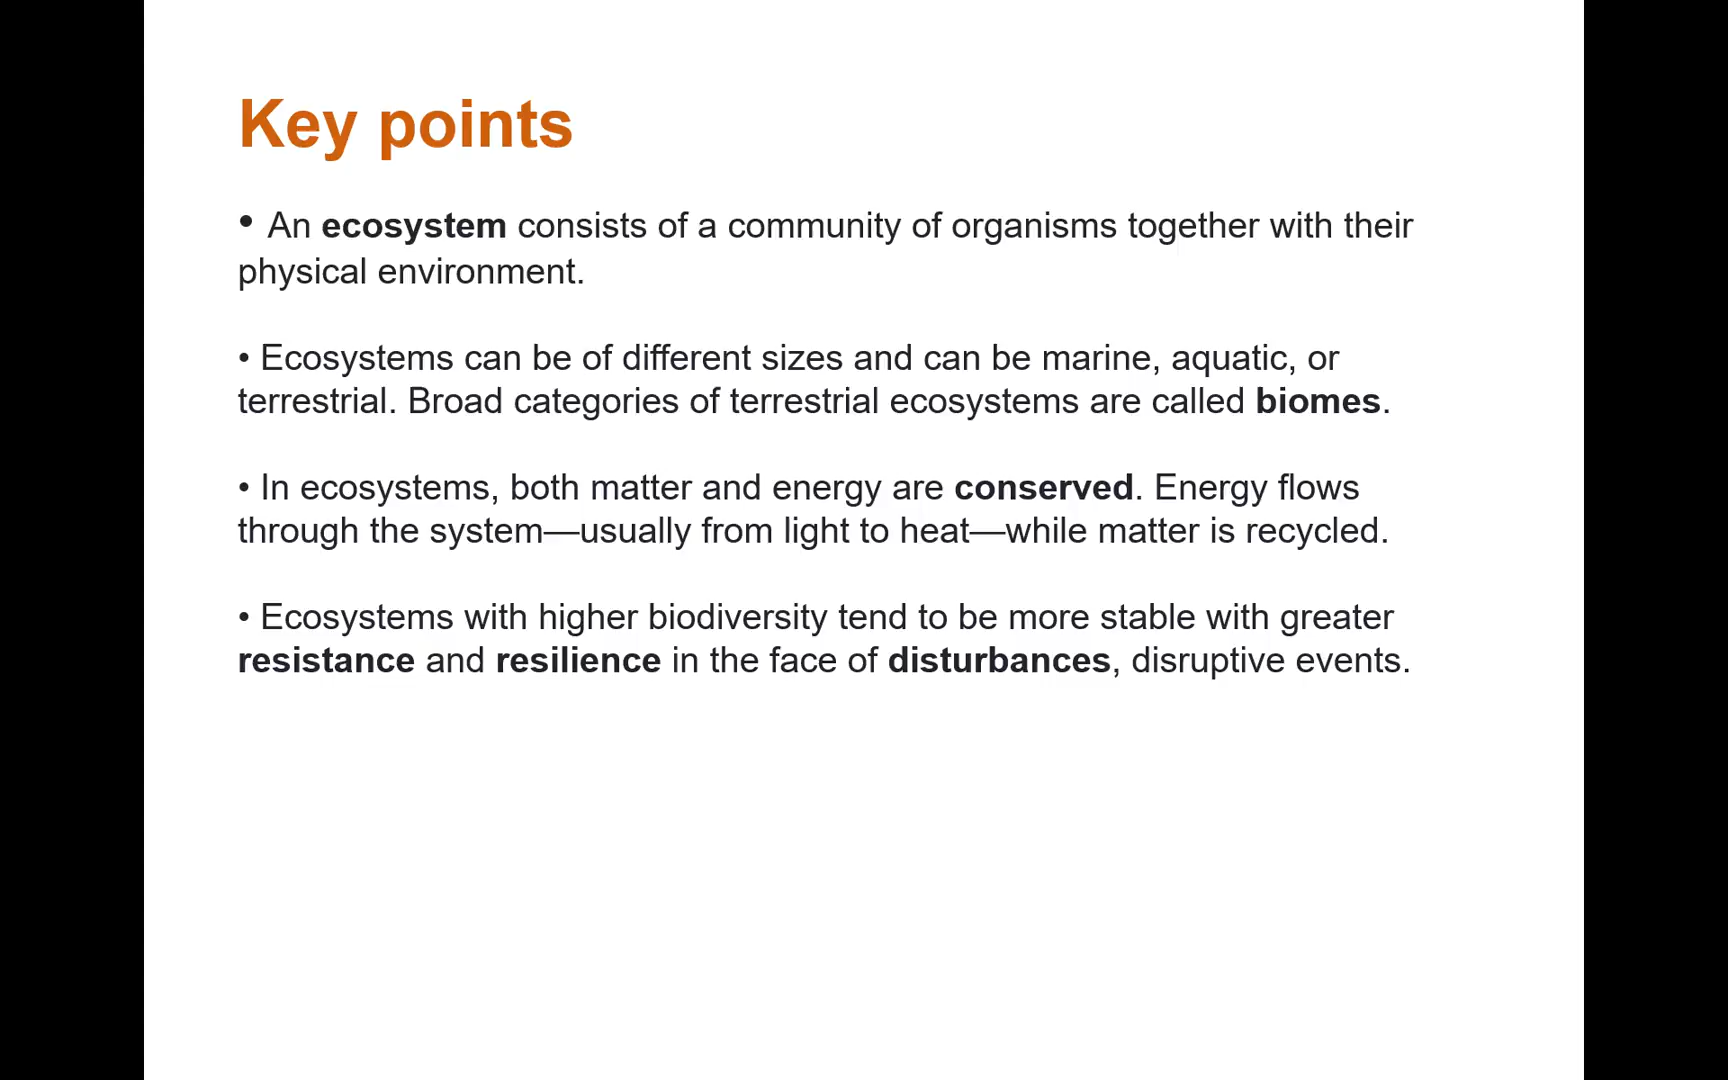 Key points
• An ecosystem consists of a community of organisms together with their
physical environment.
• Ecosystems can be of different sizes and can be marine, aquatic, or
terrestrial. Broad categories of terrestrial ecosystems are called biomes.
• In ecosystems, both matter and energy are conserved. Energy flows
through the system—usually from light to heat—while matter is recycled.
• Ecosystems with higher biodiversity tend to be more stable with greater
resistance and resilience in the face of disturbances, disruptive events.